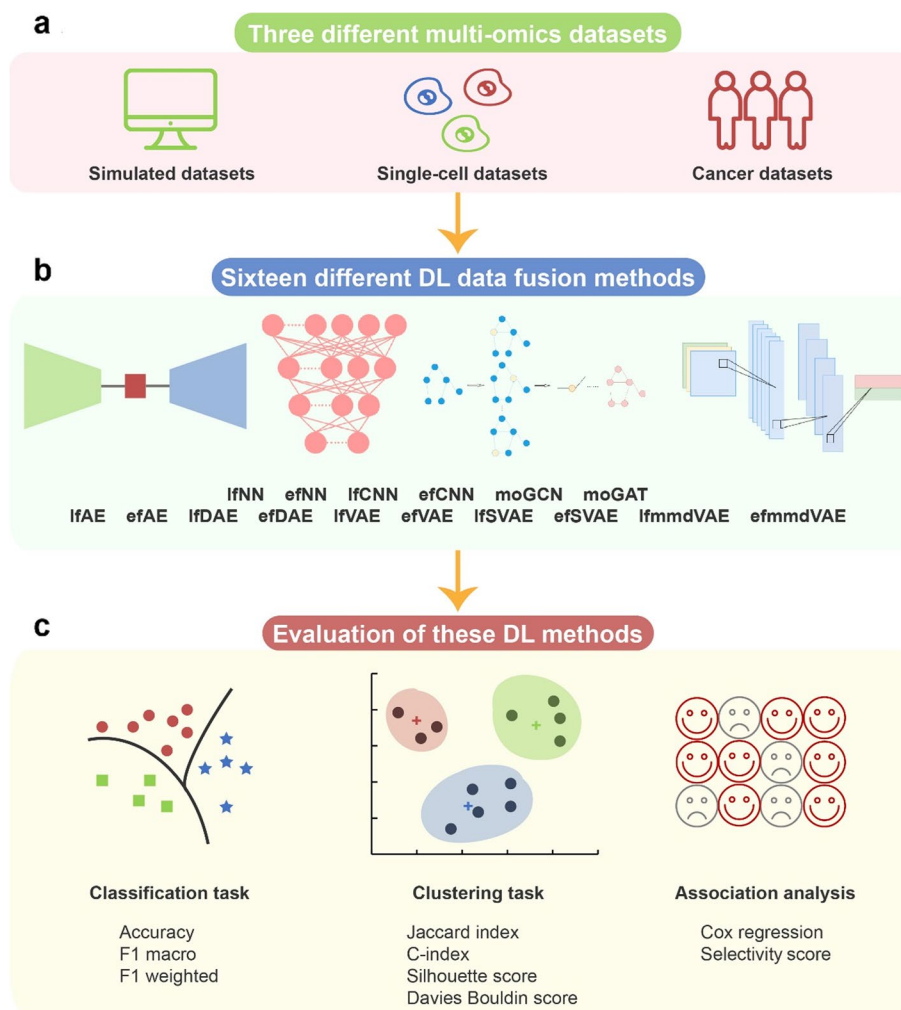 a
Three different multi-omics datasets
Simulated datasets
Single-cell datasets
Cancer datasets
b
Sixteen different DL data fusion methods
lfNN efNN lfCNN efCNN moGCN moGAT
lfAE efAE lfDAE efDAE lfVAE efVAE lfSVAE efSVAE lfmmdVAE efmmdVAE
c
Evaluation of these DL methods
Classification task
Accuracy
F1 macro
F1 weighted
Clustering task
Jaccard index
C-index
Silhouette score
Davies Bouldin score
Association analysis
Cox regression
Selectivity score